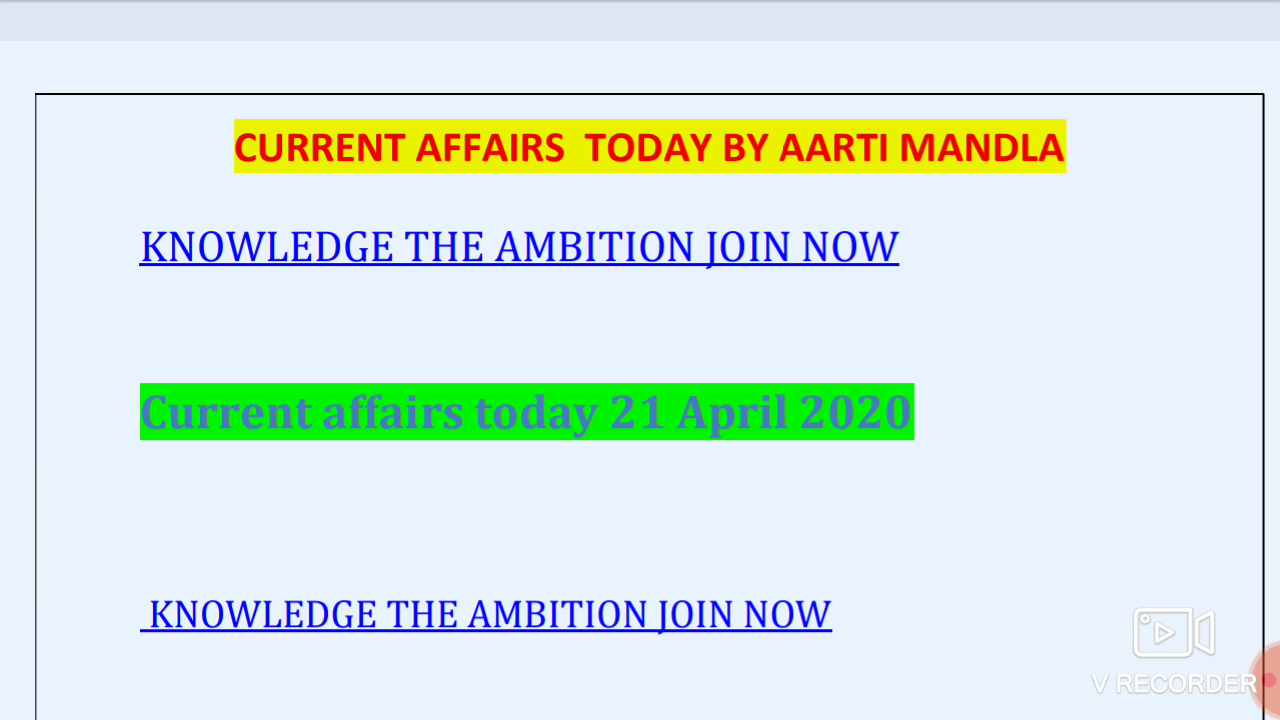 CURRENT AFFAIRS  TODAY BY AARTI MANDLA
KNOWLEDGE THE AMBITION JOIN NOW
Current affairs today 21 April 2020
KNOWLEDGE THE AMBITION JOIN NOW
V RECORDER